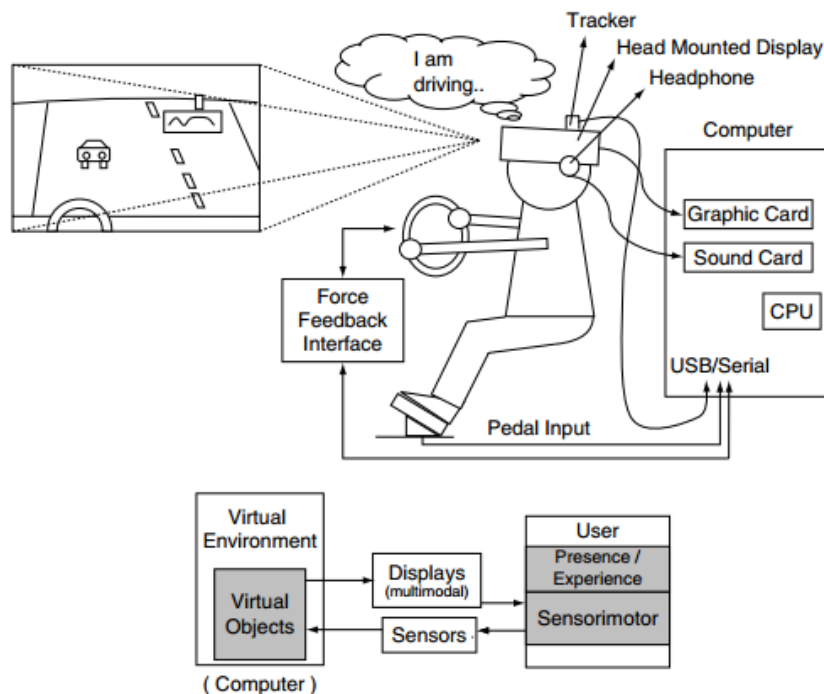 Tracker
Head Mounted Display
Headphone
I am
driving..
Computer
Graphic Card
Sound Card
CPU
USB/Serial
Force
Feedback
Interface
Pedal Input
Virtual
Environment
Virtual
Objects
( Computer )
Displays
(multimodal)
Sensors
User
Presence /
Experience
Sensorimotor